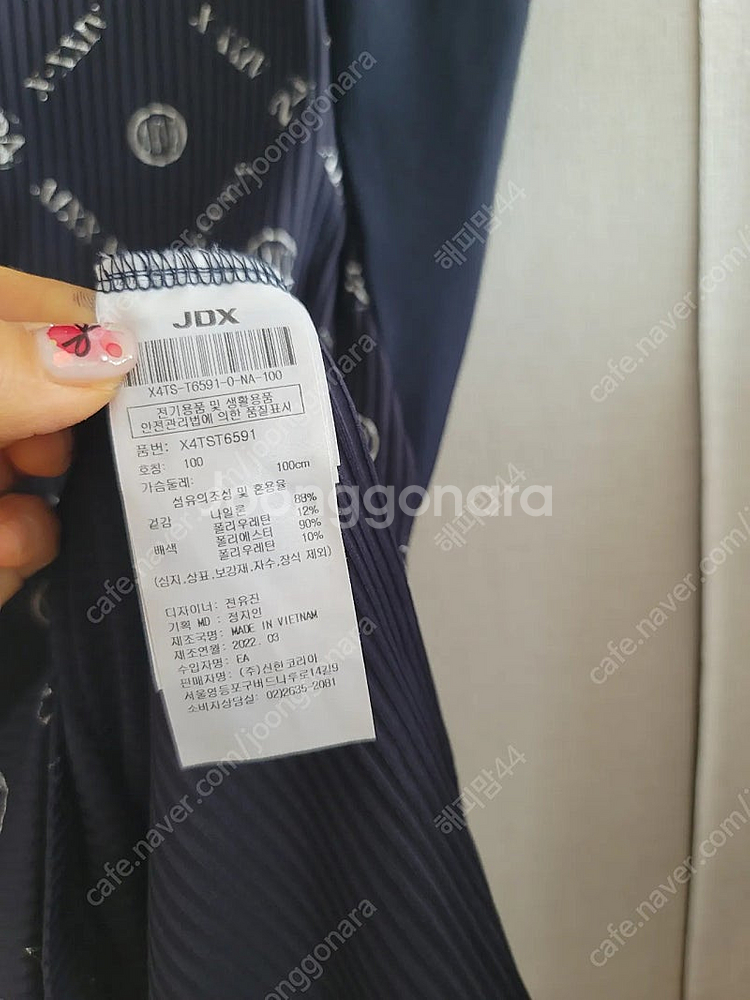 JDX
X4TS-T6591-0-NA-100
전기용품 및 생활용품
안전관리법에 의한 품질표시
품번: X4TST6591
호칭: 100
가슴둘레: 100cm
섬유의조성 및 혼용율
겉감 나일론 88%
폴리우레탄 12%
배색 폴리에스터 90%
폴리우레탄 10%
(심지,상표,보강재,자수,장식 제외)
디자이너: 전유진
기획 MD : 정지인
제조국명: MADE IN VIETNAM
제조연월: 2022. 03
수입자명: EA
판매자명: (주)신한코리아
서울영등포구버드나루로14길9
소비자상담실: 02)2635-2081
Joonggonara
cafe.naver.com/joonggonara
해피맘44